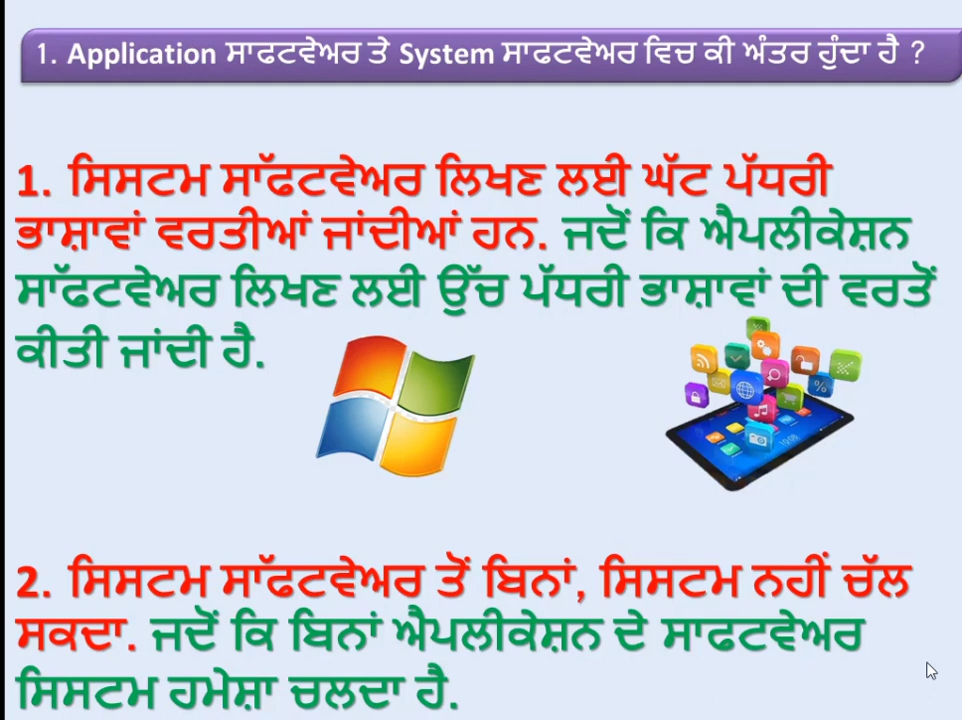 1. Application ਸਾਫਟਵੇਅਰ ਤੇ System ਸਾਫਟਵੇਅਰ ਵਿਚ ਕੀ ਅੰਤਰ ਹੁੰਦਾ ਹੈ ?
1. ਸਿਸਟਮ ਸਾੱਫਟਵੇਅਰ ਲਿਖਣ ਲਈ ਘੱਟ ਪੱਧਰੀ
ਭਾਸ਼ਾਵਾਂ ਵਰਤੀਆਂ ਜਾਂਦੀਆਂ ਹਨ. ਜਦੋਂ ਕਿ ਐਪਲੀਕੇਸ਼ਨ
ਸਾੱਫਟਵੇਅਰ ਲਿਖਣ ਲਈ ਉੱਚ ਪੱਧਰੀ ਭਾਸ਼ਾਵਾਂ ਦੀ ਵਰਤੋਂ
ਕੀਤੀ ਜਾਂਦੀ ਹੈ.
2. ਸਿਸਟਮ ਸਾੱਫਟਵੇਅਰ ਤੋਂ ਬਿਨਾਂ, ਸਿਸਟਮ ਨਹੀਂ ਚੱਲ
ਸਕਦਾ. ਜਦੋਂ ਕਿ ਬਿਨਾਂ ਐਪਲੀਕੇਸ਼ਨ ਦੇ ਸਾਫਟਵੇਅਰ
ਸਿਸਟਮ ਹਮੇਸ਼ਾ ਚਲਦਾ ਹੈ.